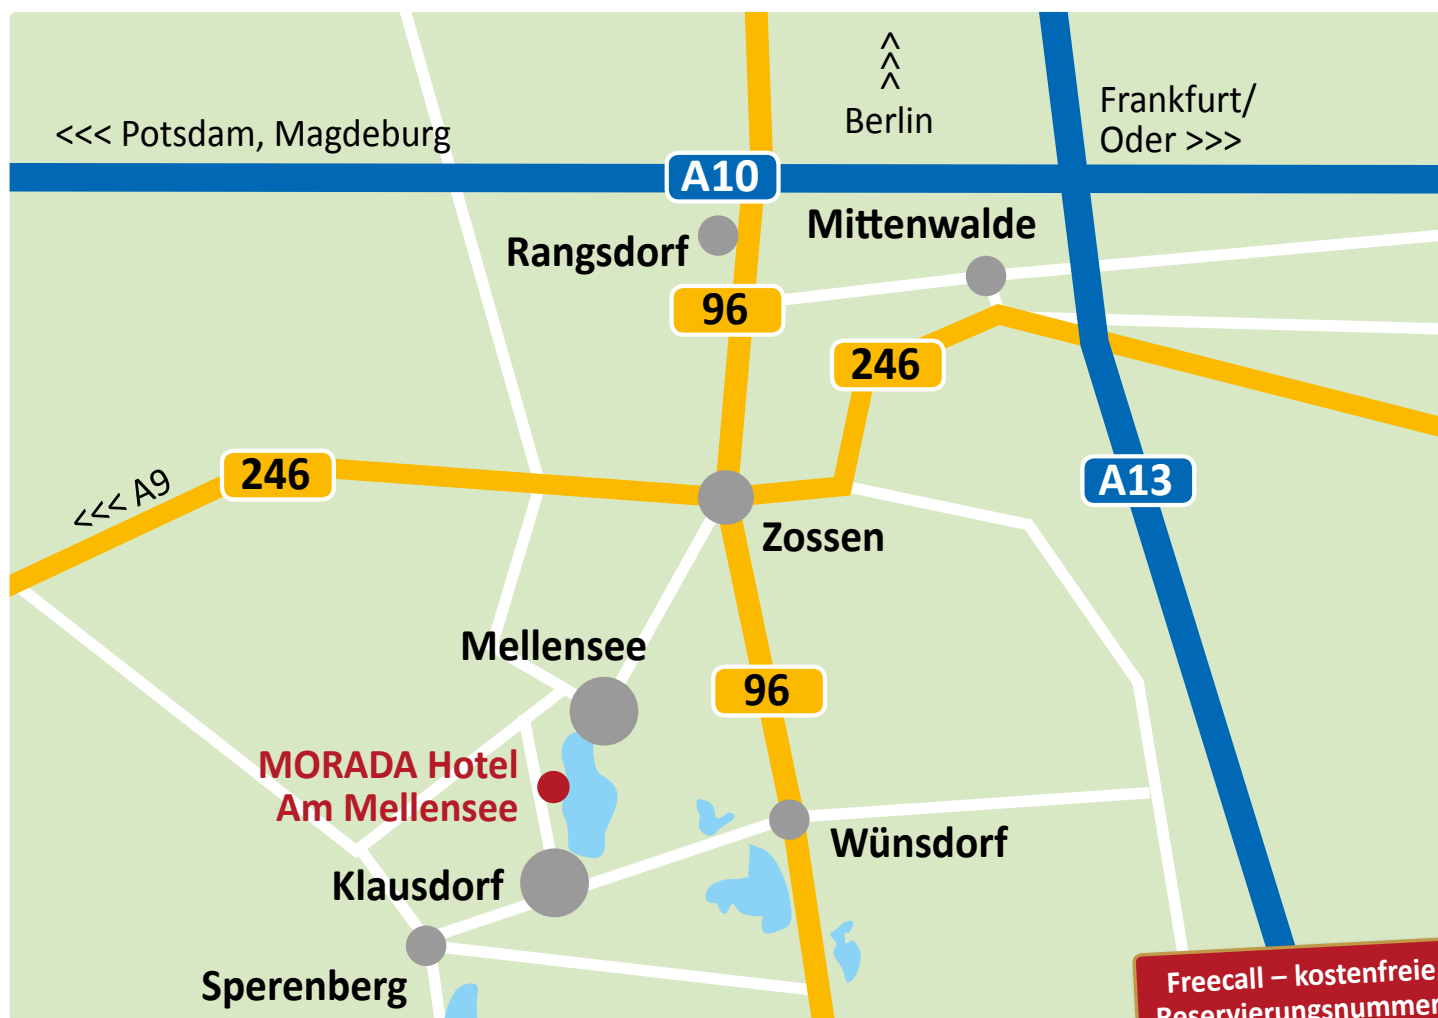 <<< Potsdam, Magdeburg
<<<
Berlin
Frankfurt/
Oder >>>
A10
Mittenwalde
Rangsdorf
96
246
<<< A9
246
A13
Zossen
Mellensee
96
MORADA Hotel
Am Mellensee
Wünsdorf
Klausdorf
Sperenberg
Freecall – kostenfreie
Reservierungsnummer